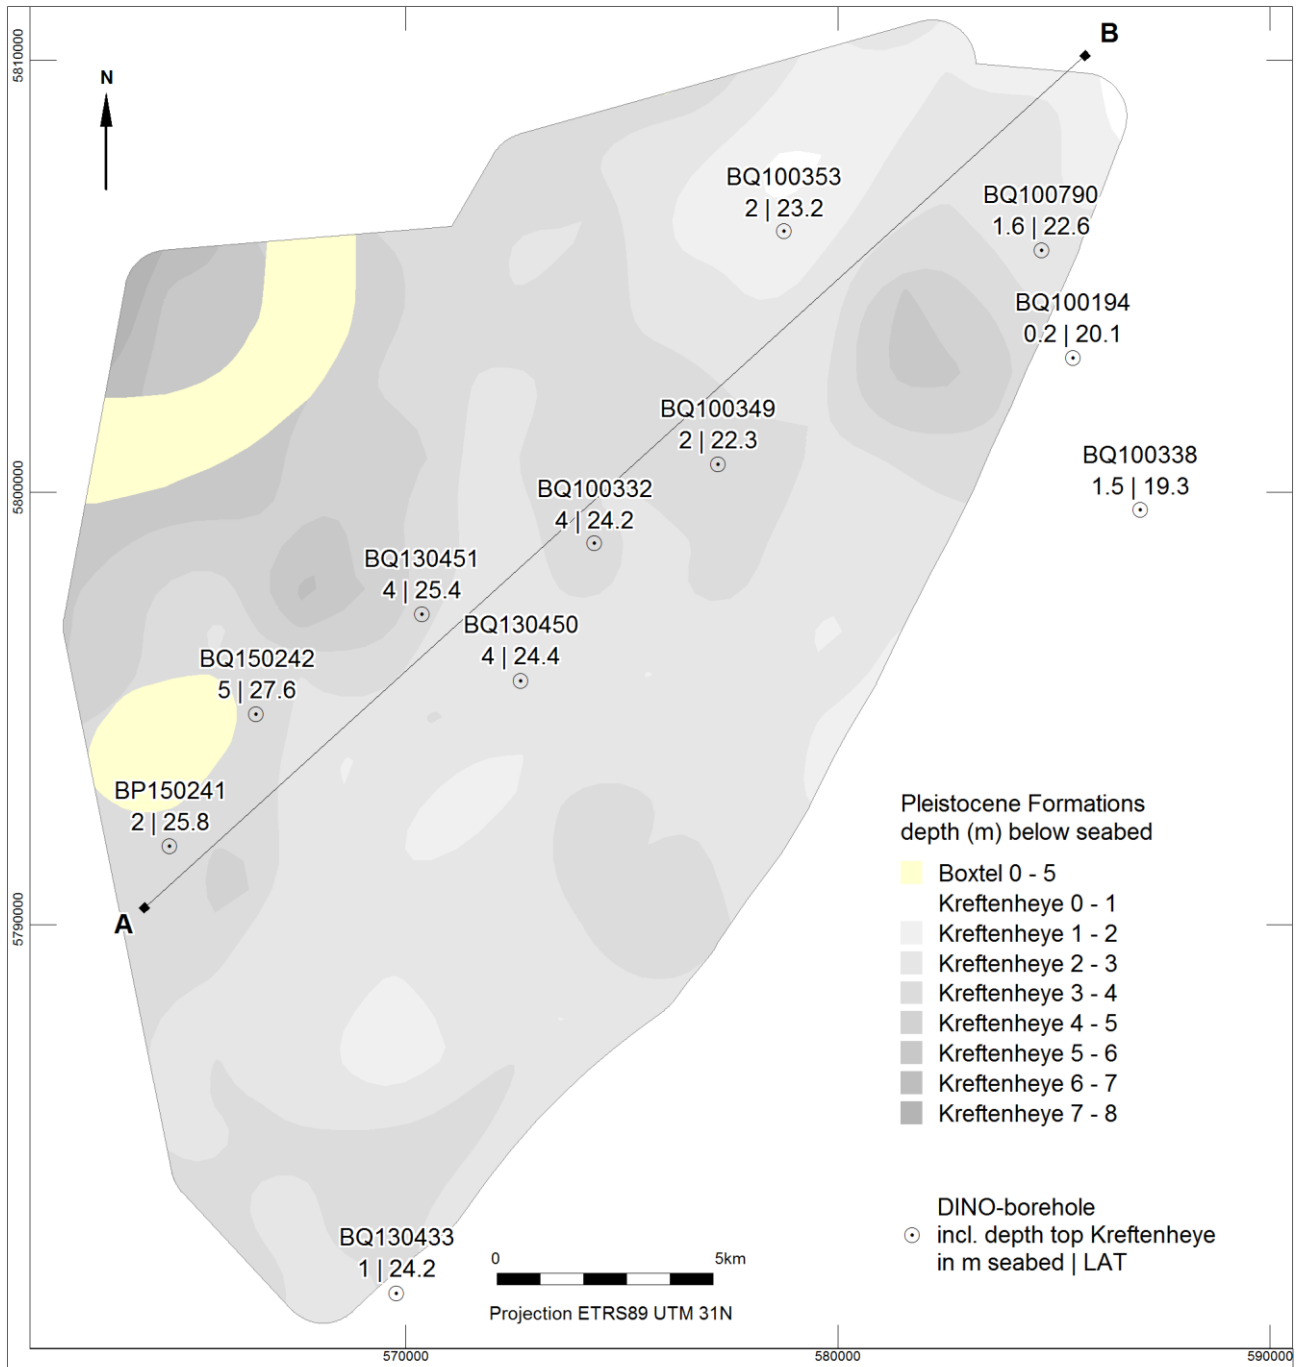 B
5810000
N
BQ100353
2 | 23.2
BQ100790
1.6 | 22.6
BQ100194
0.2 | 20.1
BQ100349
2 | 22.3
BQ100338
1.5 | 19.3
5800000
BQ100332
4 | 24.2
BQ130451
4 | 25.4
BQ130450
4 | 24.4
BQ150242
5 | 27.6
BP150241
2 | 25.8
A
5790000
Pleistocene Formations
depth (m) below seabed
Boxtel 0 - 5
Kreftenheye 0 - 1
Kreftenheye 1 - 2
Kreftenheye 2 - 3
Kreftenheye 3 - 4
Kreftenheye 4 - 5
Kreftenheye 5 - 6
Kreftenheye 6 - 7
Kreftenheye 7 - 8
DINO-borehole
incl. depth top Kreftenheye
in m seabed | LAT
BQ130433
1 | 24.2
0 5km
Projection ETRS89 UTM 31N
570000 580000 590000